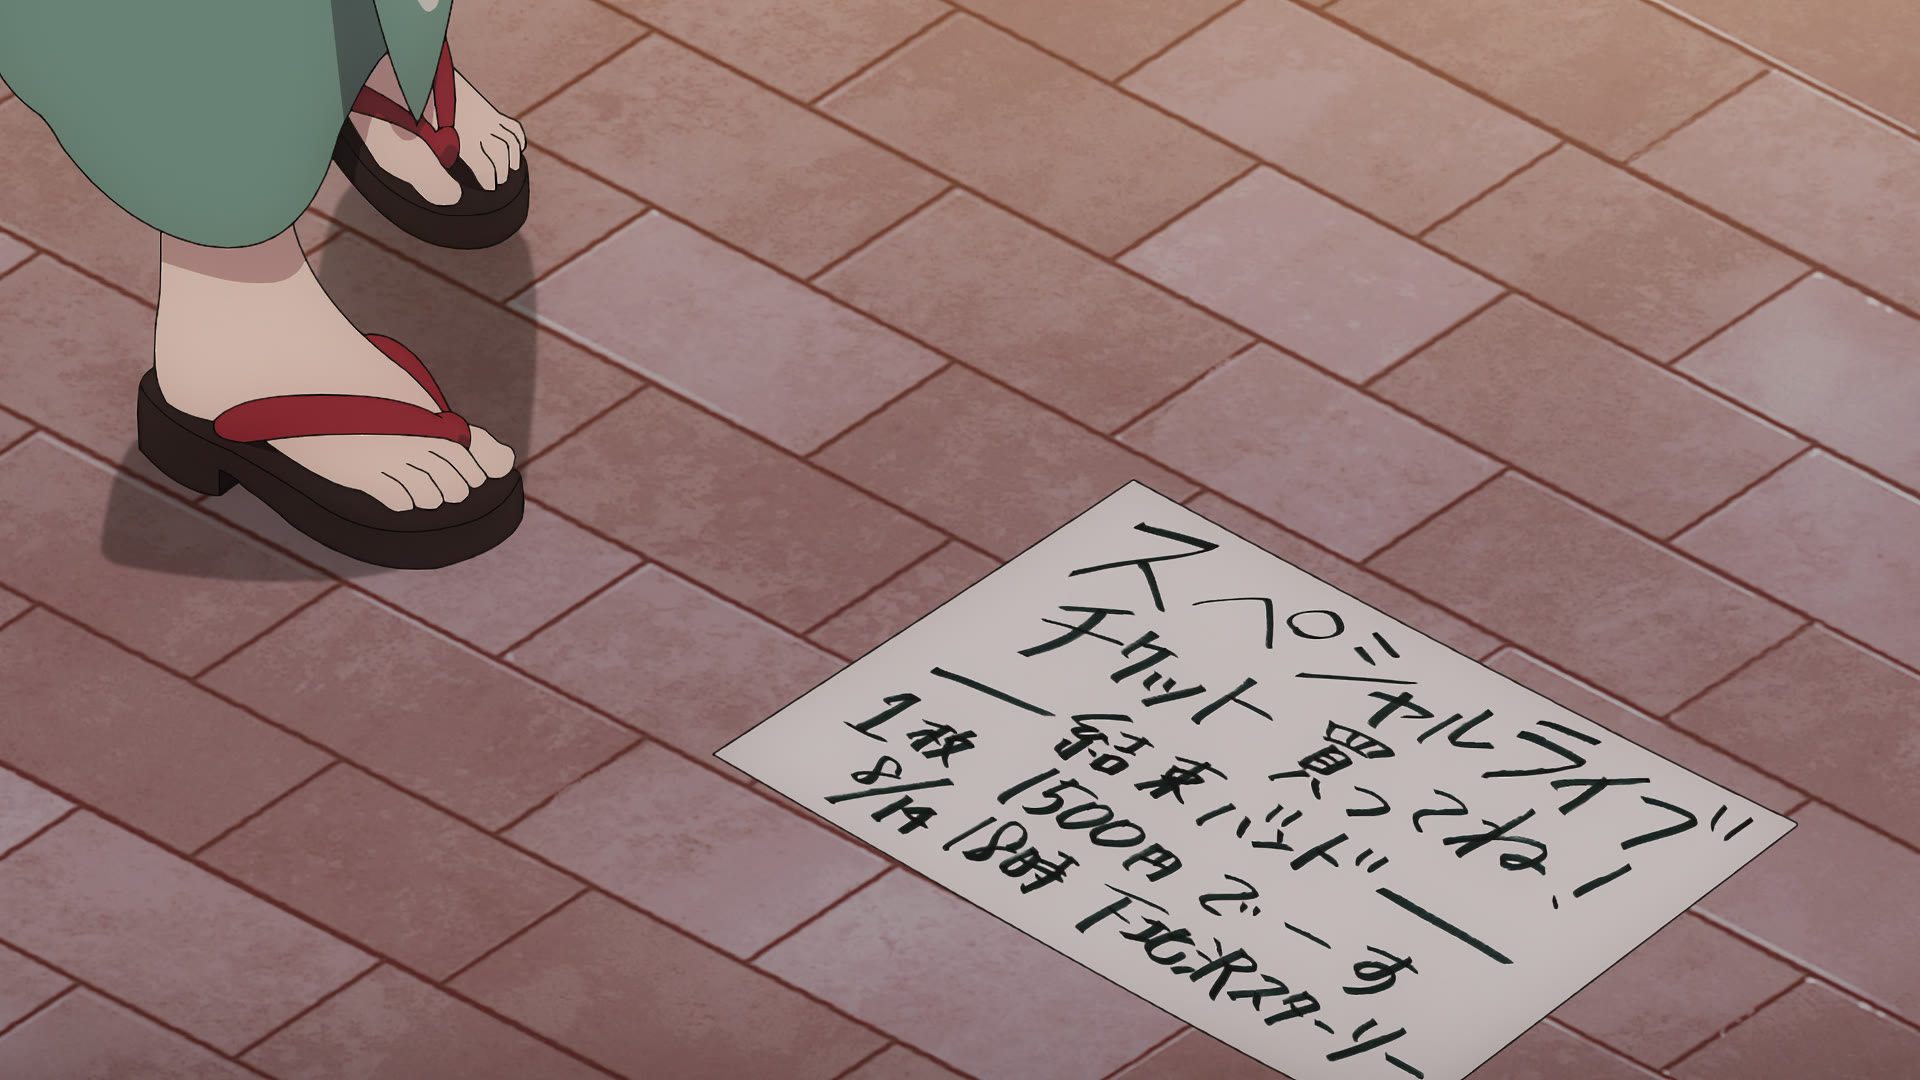 スペシャルライブ
チケット 買ってね!
― 結束バンド ―
1枚 1500円 でーす
8/14 18時 下北沢スターリー